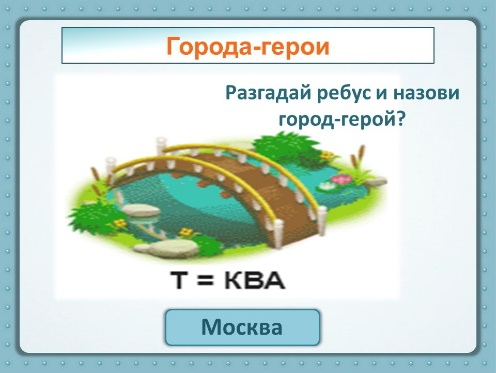 Города-герои
Разгадай ребус и назови
город-герой?
Т = КВА
Москва